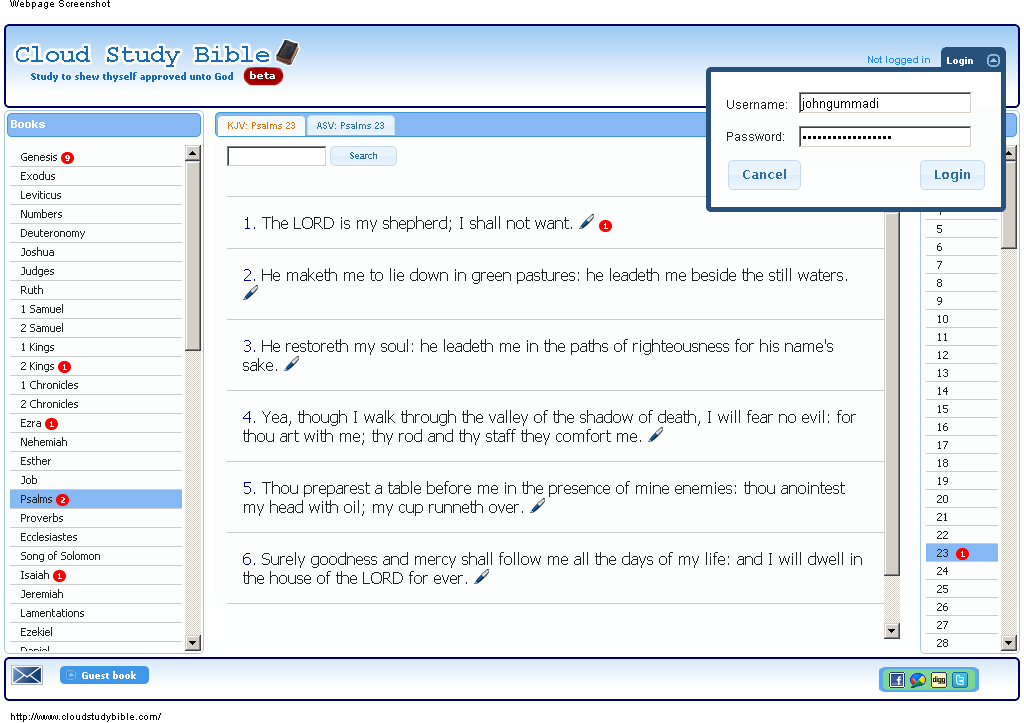 Webpage Screenshot
Cloud Study Bible
Study to shew thyself approved unto God beta
Not logged in Login
Username: johngummadi
Password: ••••••••••••••••••
Cancel Login
Books
Genesis 9
Exodus
Leviticus
Numbers
Deuteronomy
Joshua
Judges
Ruth
1 Samuel
2 Samuel
1 Kings
2 Kings 1
1 Chronicles
2 Chronicles
Ezra 1
Nehemiah
Esther
Job
Psalms 2
Proverbs
Ecclesiastes
Song of Solomon
Isaiah 1
Jeremiah
Lamentations
Ezekiel
Daniel
KJV: Psalms 23 ASV: Psalms 23
Search
1. The LORD is my shepherd; I shall not want. 1
2. He maketh me to lie down in green pastures: he leadeth me beside the still waters.
3. He restoreth my soul: he leadeth me in the paths of righteousness for his name's
sake.
4. Yea, though I walk through the valley of the shadow of death, I will fear no evil: for
thou art with me; thy rod and thy staff they comfort me.
5. Thou preparest a table before me in the presence of mine enemies: thou anointest
my head with oil; my cup runneth over.
6. Surely goodness and mercy shall follow me all the days of my life: and I will dwell in
the house of the LORD for ever.
5
6
7
8
9
10
11
12
13
14
15
16
17
18
19
20
21
22
23 1
24
25
26
27
28
Guest book
digg
http://www.cloudstudybible.com/